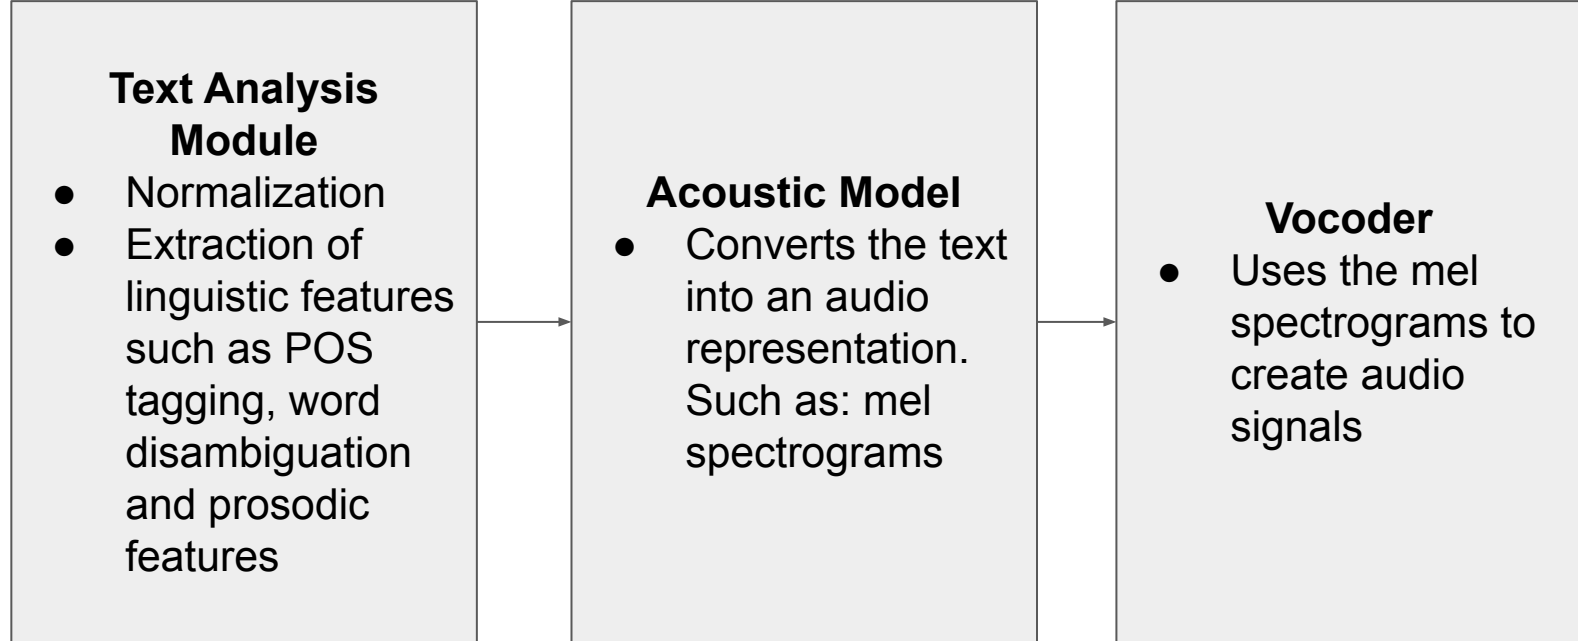 Text Analysis
Module
● Normalization
● Extraction of
linguistic features
such as POS
tagging, word
disambiguation
and prosodic
features
Acoustic Model
● Converts the text
into an audio
representation.
Such as: mel
spectrograms
Vocoder
● Uses the mel
spectrograms to
create audio
signals